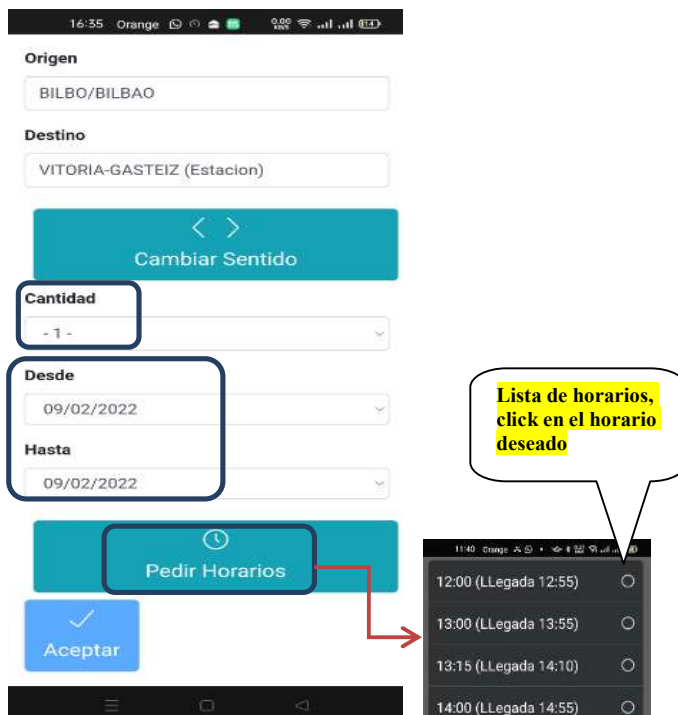 16:35 Orange
Origen
BILBO/BILBAO
Destino
VITORIA-GASTEIZ (Estacion)
< >
Cambiar Sentido
Cantidad
- 1 -
Desde
09/02/2022
Hasta
09/02/2022
Pedir Horarios
Aceptar
Lista de horarios,
click en el horario
deseado
11:40 Orange
12:00 (LLegada 12:55)
13:00 (LLegada 13:55)
13:15 (LLegada 14:10)
14:00 (LLegada 14:55)